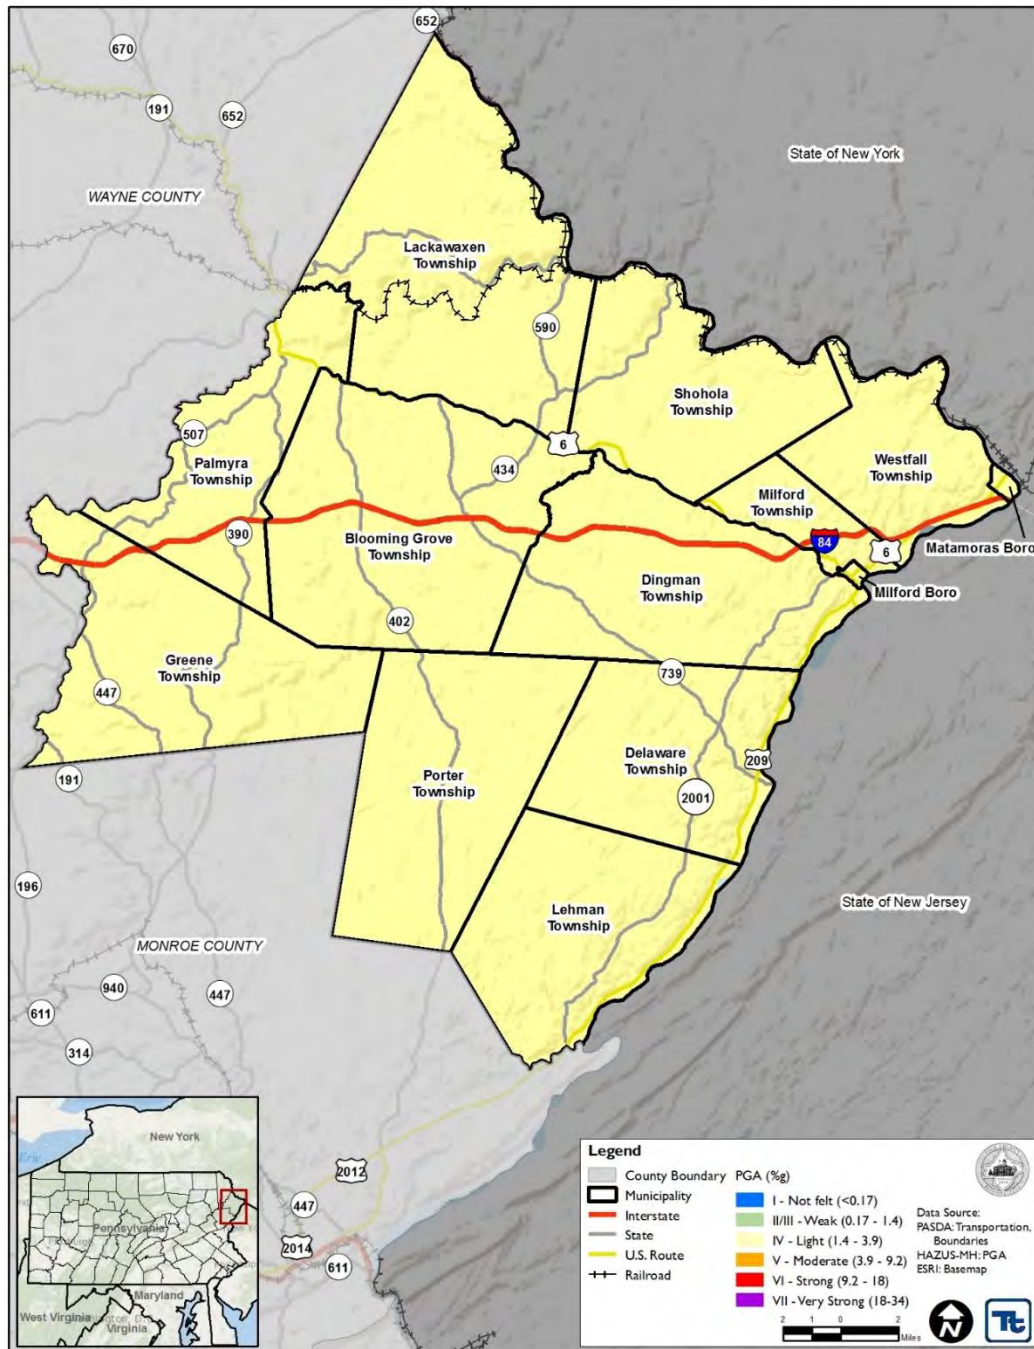 652
670
191
652
State of New York
WAYNE COUNTY
Lackawaxen
Township
590
Shohola
Township
507
6
434
Palmyra
Township
Westfall
Township
Milford
Township
390
Blooming Grove
Township
84
6
Matamoras Boro
Dingman
Township
Milford Boro
402
Greene
Township
739
447
Delaware
Township
209
191
Porter
Township
2001
196
State of New Jersey
Lehman
Township
MONROE COUNTY
940
447
611
314
2012
447
2014
611
New York
Erie
Pennsylvania
Maryland
West Virginia
Virginia
Legend
County Boundary
Municipality
Interstate
State
U.S. Route
Railroad
PGA (%g)
I - Not felt (<0.17)
II/III - Weak (0.17 - 1.4)
IV - Light (1.4 - 3.9)
V - Moderate (3.9 - 9.2)
VI - Strong (9.2 - 18)
VII - Very Strong (18-34)
Data Source:
PASDA: Transportation,
Boundaries
HAZUS-MH: PGA
ESRI: Basemap
2 1 0 2
Miles
N
Tt